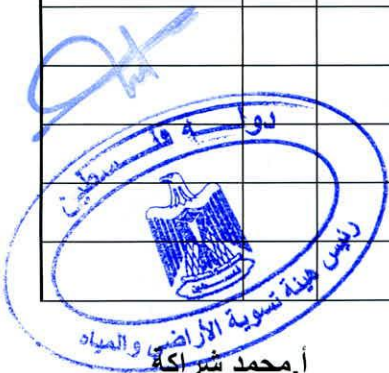 دولة فلسطين
رئيس هيئة تسوية الأراضي والمياه
أ.محمد شراكة